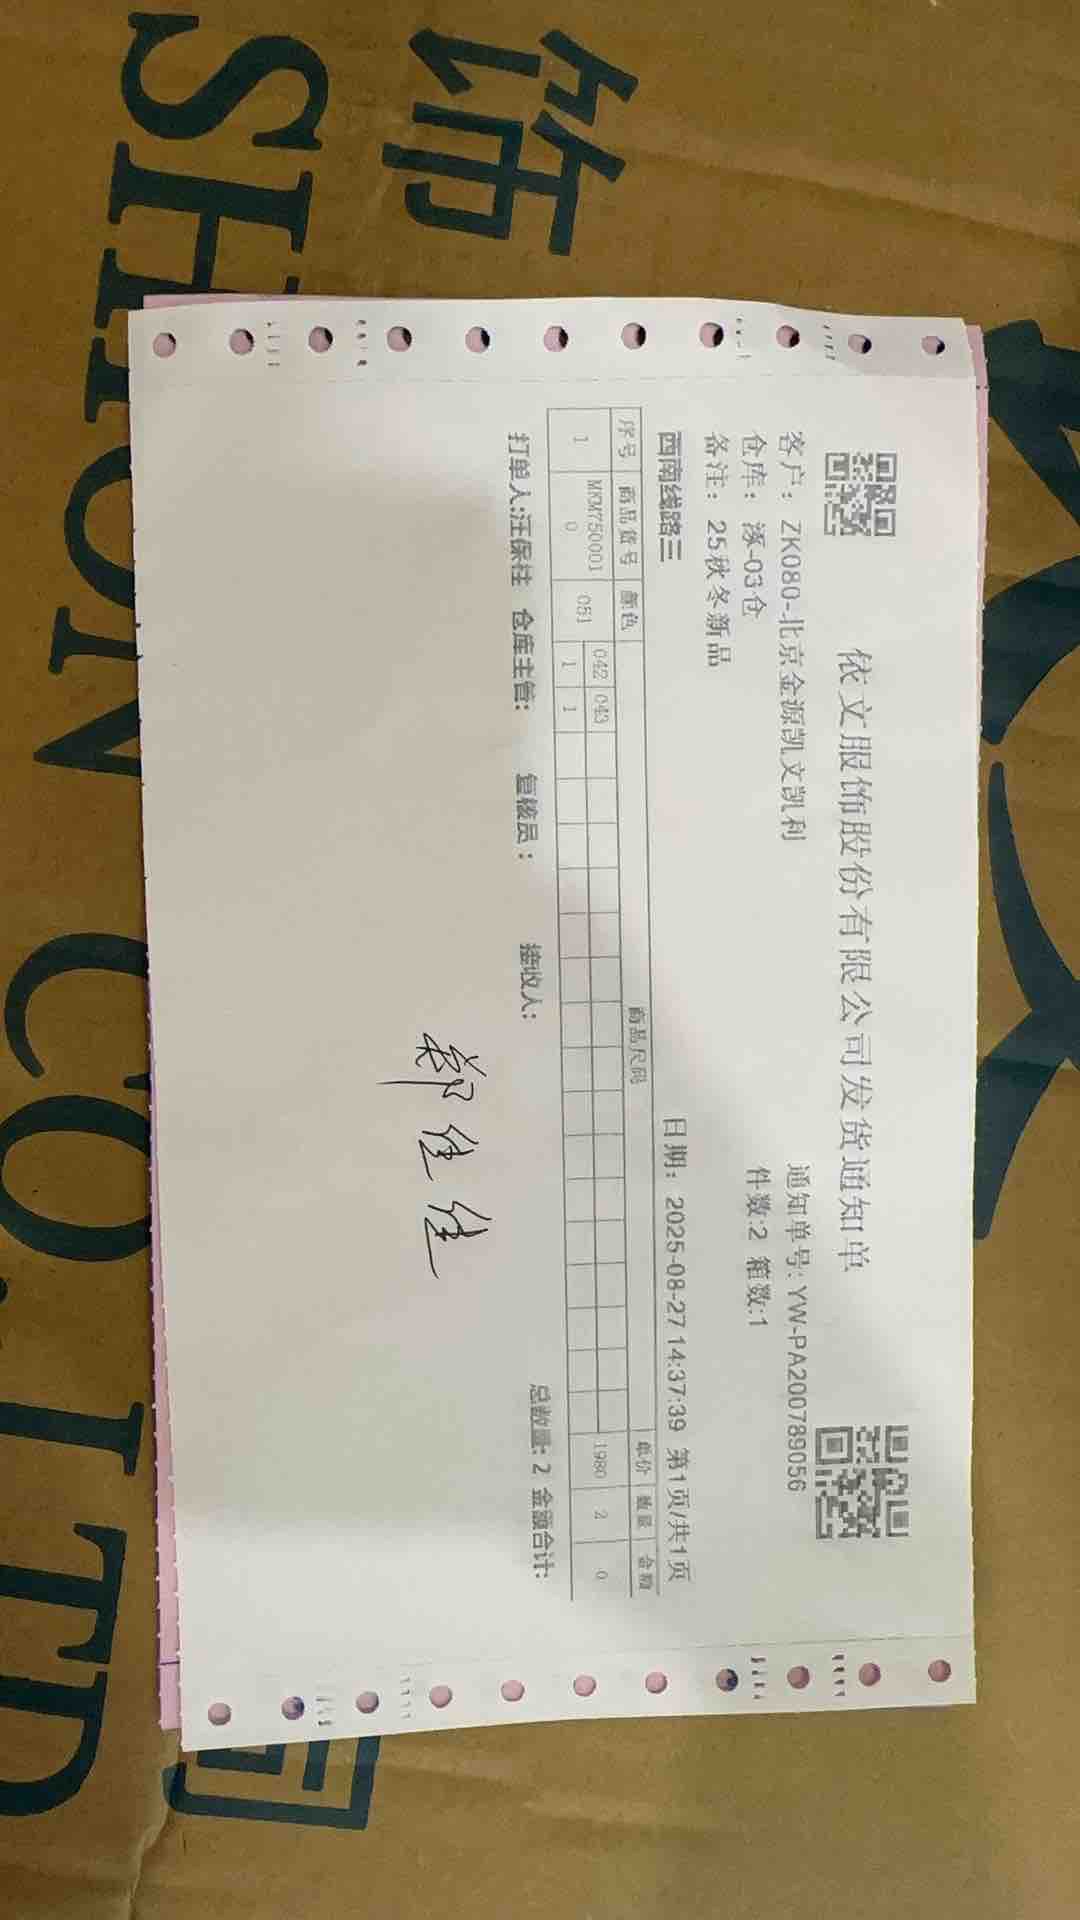 依文服饰股份有限公司发货通知单
客户：ZK080-北京金源凯文凯利
通知单号:YW-PA200789056
仓库：涿-03仓
件数:2 箱数:1
备注：25秋冬新品
西南线路三
日期：2025-08-27 14:37:39 第1页/共1页
序号 商品货号 颜色 商品尺码 单价 数量 金额
042 043
1 MKM7500010 051 1 1 1980 2 0
打单人:汪保柱 仓库主管: 复核员： 接收人: 总数量: 2 金额合计:
郑佳佳
饰
司
SHION CO.,LTD